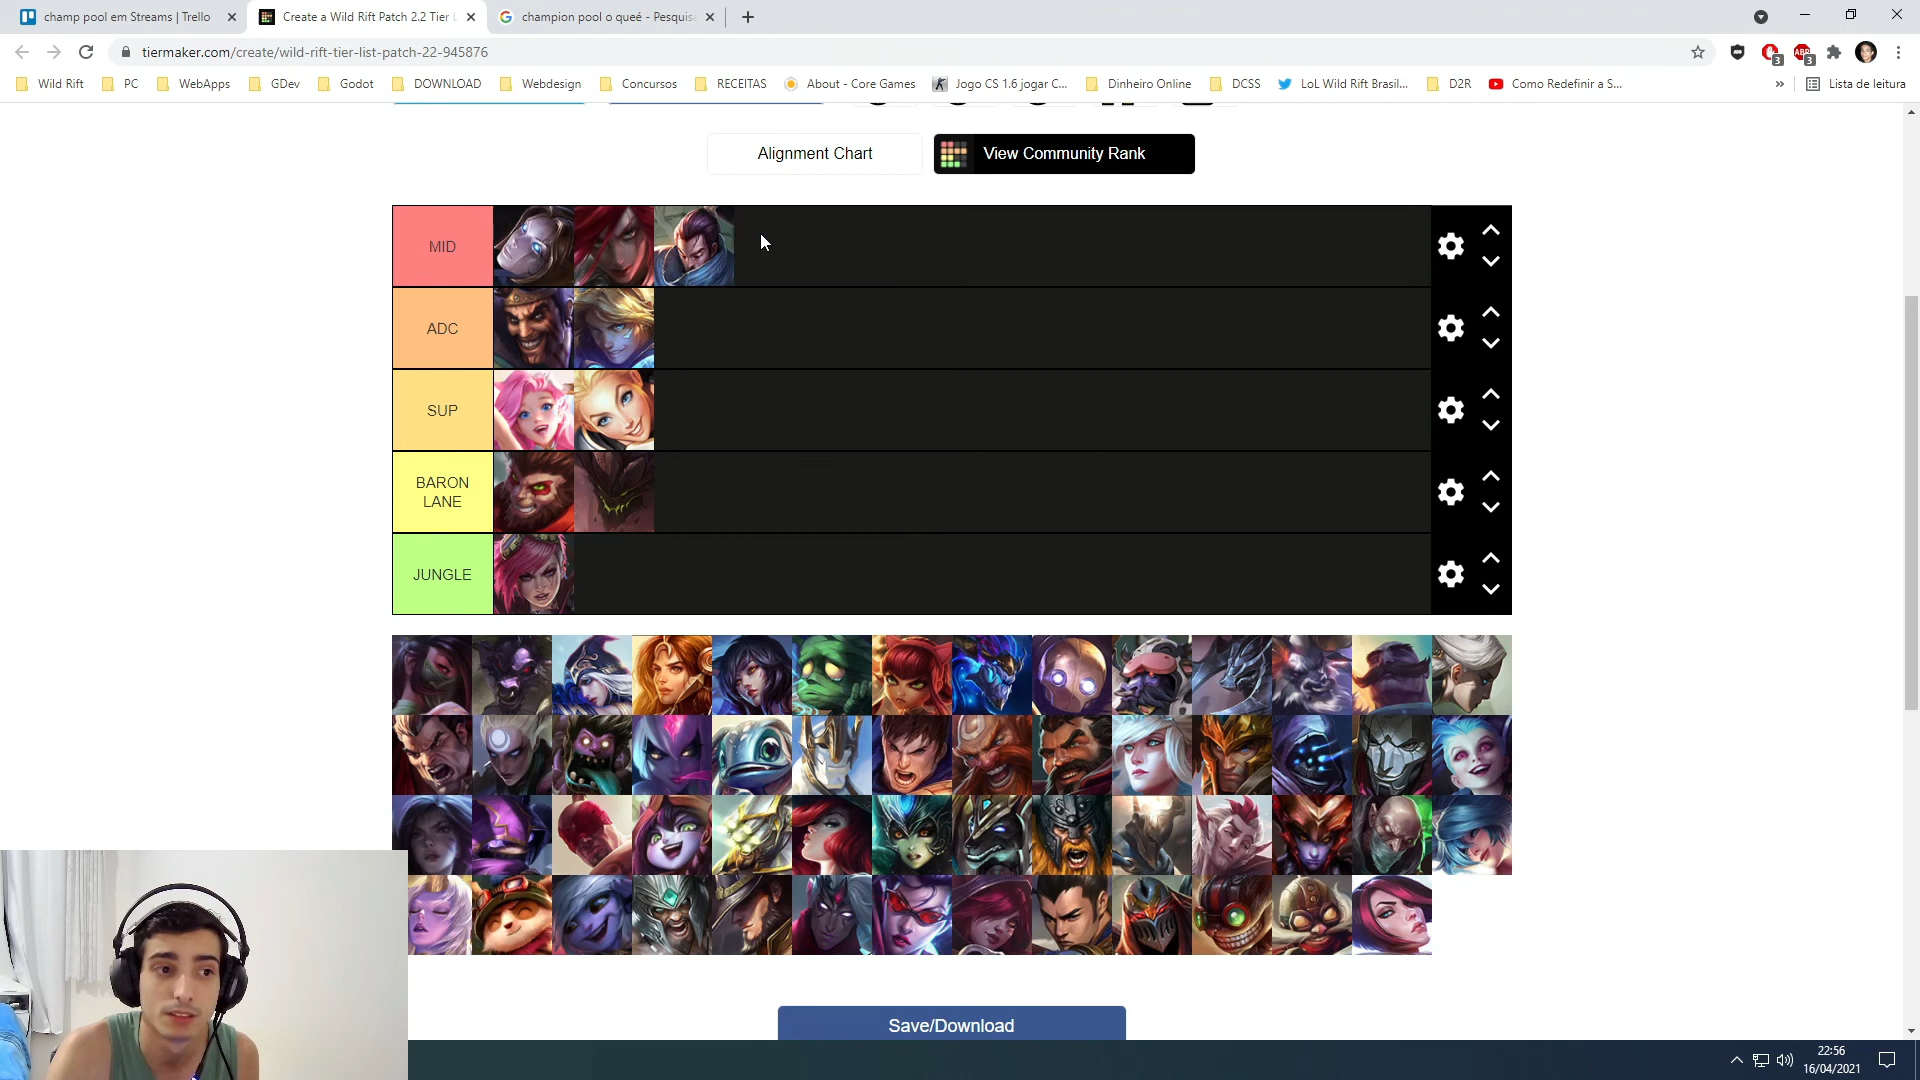 champ pool em Streams | Trello
Create a Wild Rift Patch 2.2 Tier L
champion pool o queé - Pesquis
tiermaker.com/create/wild-rift-tier-list-patch-22-945876
3
3
Wild Rift
PC
WebApps
GDev
Godot
DOWNLOAD
Webdesign
Concursos
RECEITAS
About - Core Games
Jogo CS 1.6 jogar C...
Dinheiro Online
DCSS
LoL Wild Rift Brasil...
D2R
Como Redefinir a S...
»
Lista de leitura
Alignment Chart
View Community Rank
MID
ADC
SUP
BARON
LANE
JUNGLE
Save/Download
22:56
16/04/2021